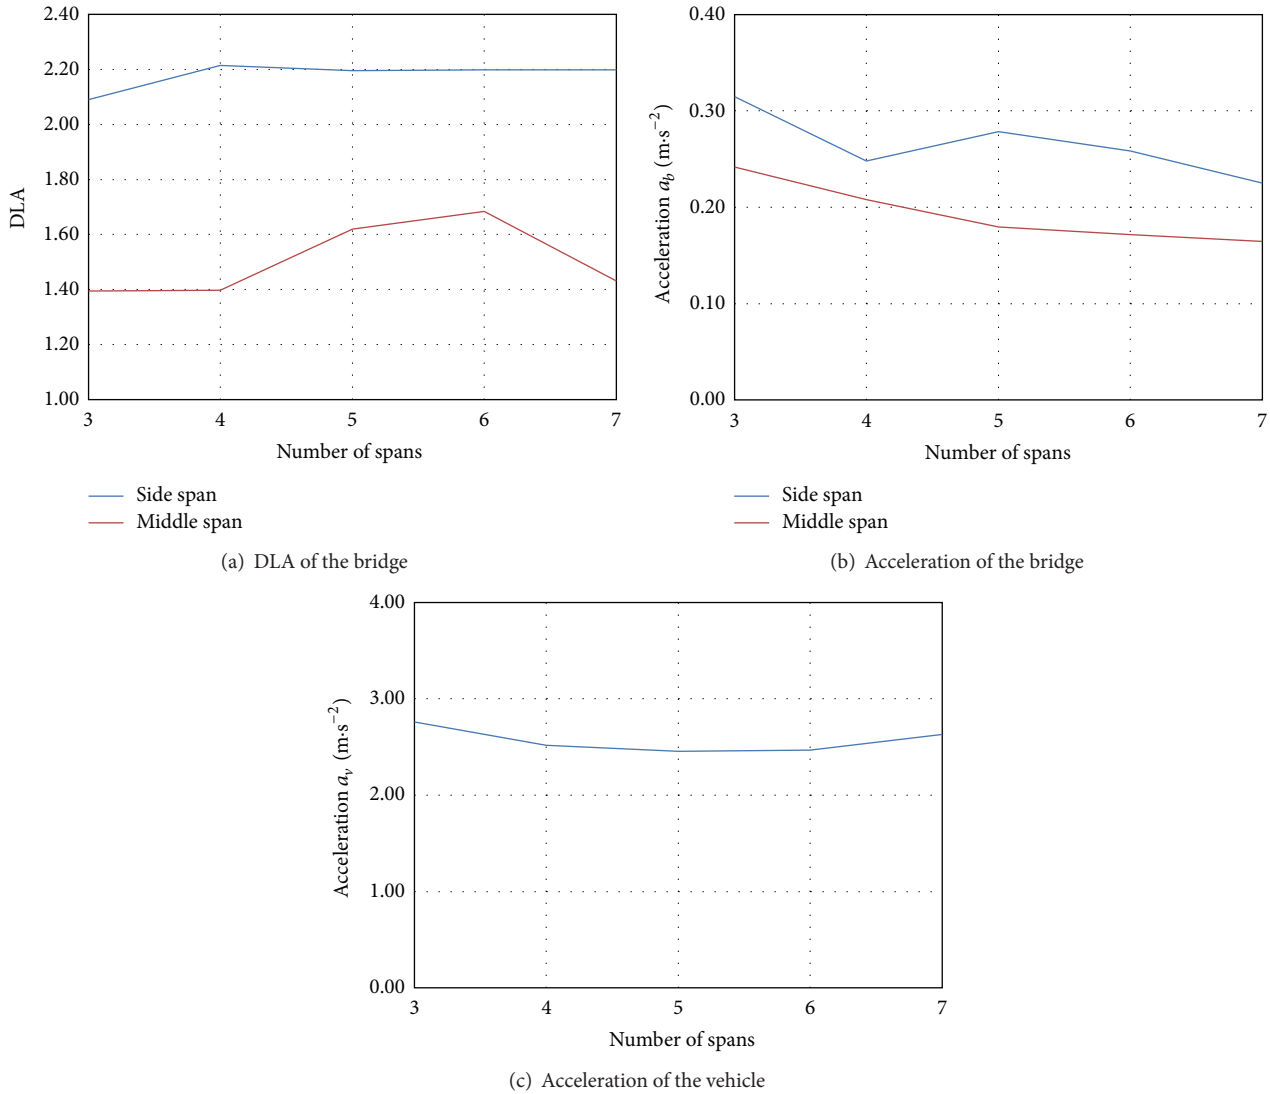 2.40
2.20
2.00
1.80
1.60
1.40
1.20
1.00
DLA
3 4 5 6 7
Number of spans
Side span
Middle span
(a) DLA of the bridge
0.40
0.30
0.20
0.10
0.00
Acceleration a_b (m·s⁻²)
3 4 5 6 7
Number of spans
Side span
Middle span
(b) Acceleration of the bridge
4.00
3.00
2.00
1.00
0.00
Acceleration a_v (m·s⁻²)
3 4 5 6 7
Number of spans
(c) Acceleration of the vehicle